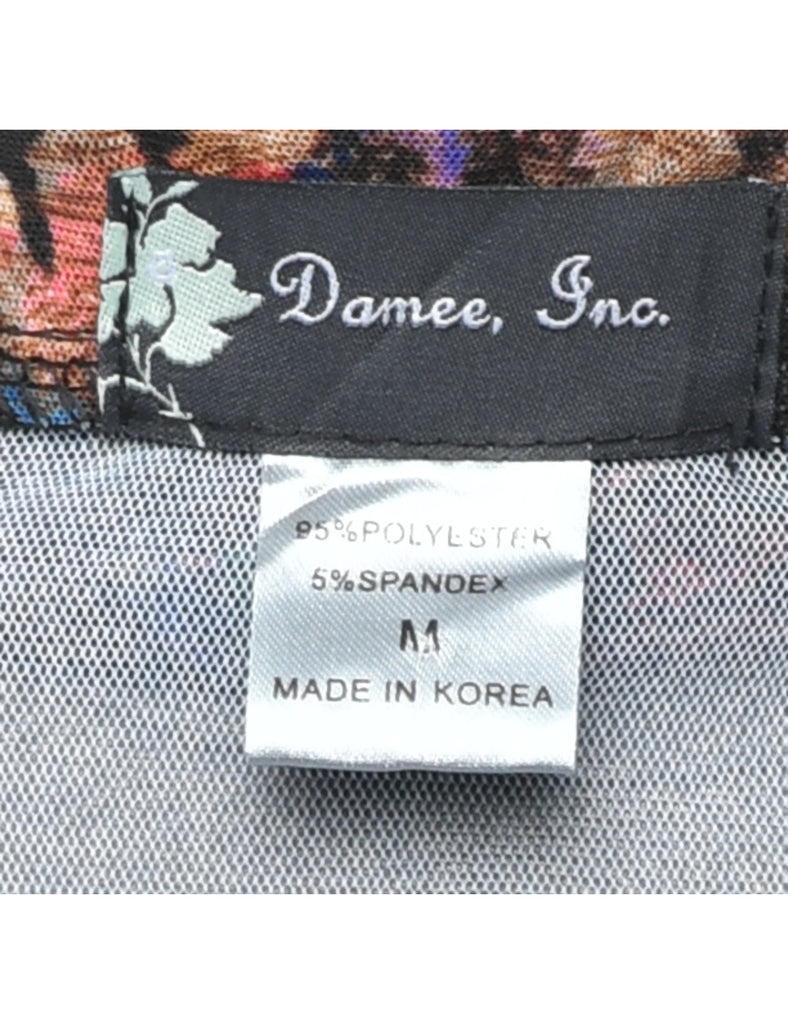 Damee, Inc.
95%POLYESTER
5%SPANDEX
M
MADE IN KOREA